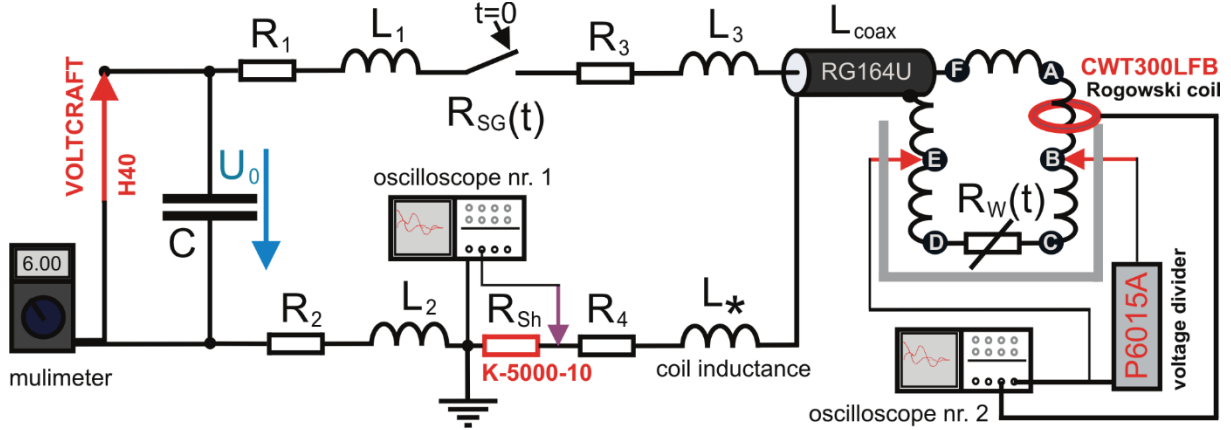 t=0
R1
L1
R3
L3
Lcoax
RG164U
F
A
CWT300LFB
Rogowski coil
VOLTCRAFT
H40
U0
C
RSG(t)
oscilloscope nr. 1
E
B
RW(t)
D
C
6.00
mulimeter
R2
L2
RSh
K-5000-10
R4
L*
coil inductance
P6015A
voltage divider
oscilloscope nr. 2